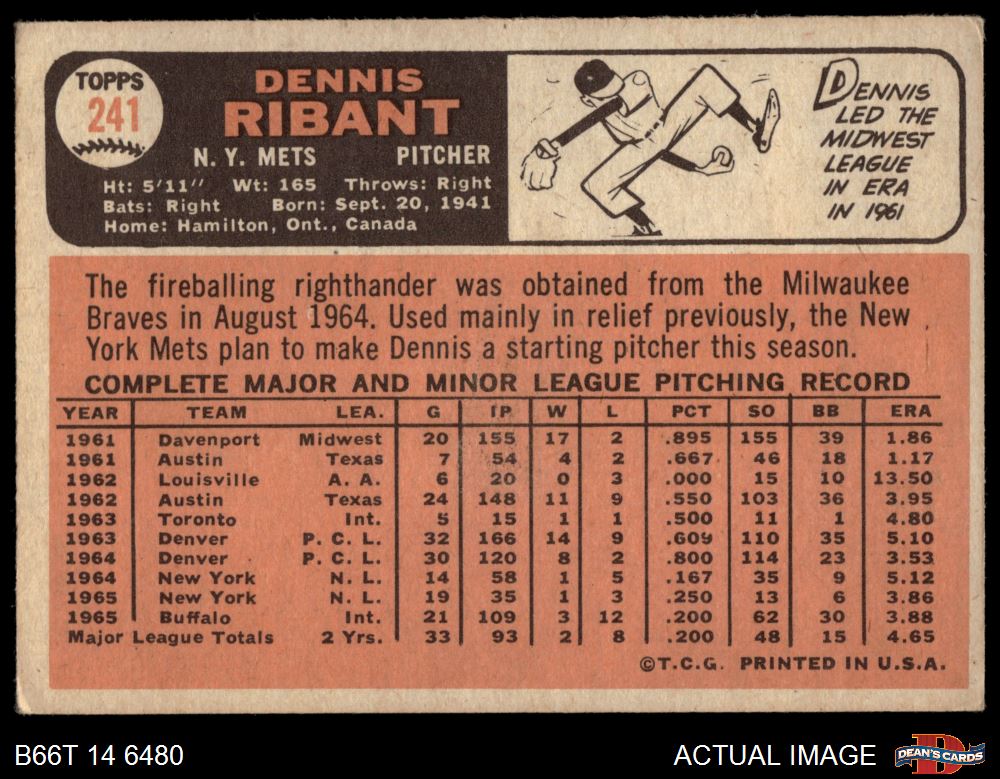 TOPPS
241
DENNIS
RIBANT
N. Y. METS PITCHER
Ht: 5'11" Wt: 165 Throws: Right
Bats: Right Born: Sept. 20, 1941
Home: Hamilton, Ont., Canada
DENNIS
LED THE
MIDWEST
LEAGUE
IN ERA
IN 1961
The fireballing righthander was obtained from the Milwaukee
Braves in August 1964. Used mainly in relief previously, the New
York Mets plan to make Dennis a starting pitcher this season.
COMPLETE MAJOR AND MINOR LEAGUE PITCHING RECORD
YEAR TEAM LEA. G IP W L PCT SO BB ERA
1961 Davenport Midwest 20 155 17 2 .895 155 39 1.86
1961 Austin Texas 7 54 4 2 .667 46 18 1.17
1962 Louisville A. A. 6 20 0 3 .000 15 10 13.50
1962 Austin Texas 24 148 11 9 .550 103 36 3.95
1963 Toronto Int. 5 15 1 1 .500 11 1 4.80
1963 Denver P. C. L. 32 166 14 9 .609 110 35 5.10
1964 Denver P. C. L. 30 120 8 2 .800 114 23 3.53
1964 New York N. L. 14 58 1 5 .167 35 9 5.12
1965 New York N. L. 19 35 1 3 .250 13 6 3.86
1965 Buffalo Int. 21 109 3 12 .200 62 30 3.88
Major League Totals 2 Yrs. 33 93 2 8 .200 48 15 4.65
©T.C.G. PRINTED IN U.S.A.
B66T 14 6480 ACTUAL IMAGE DEAN'S CARDS